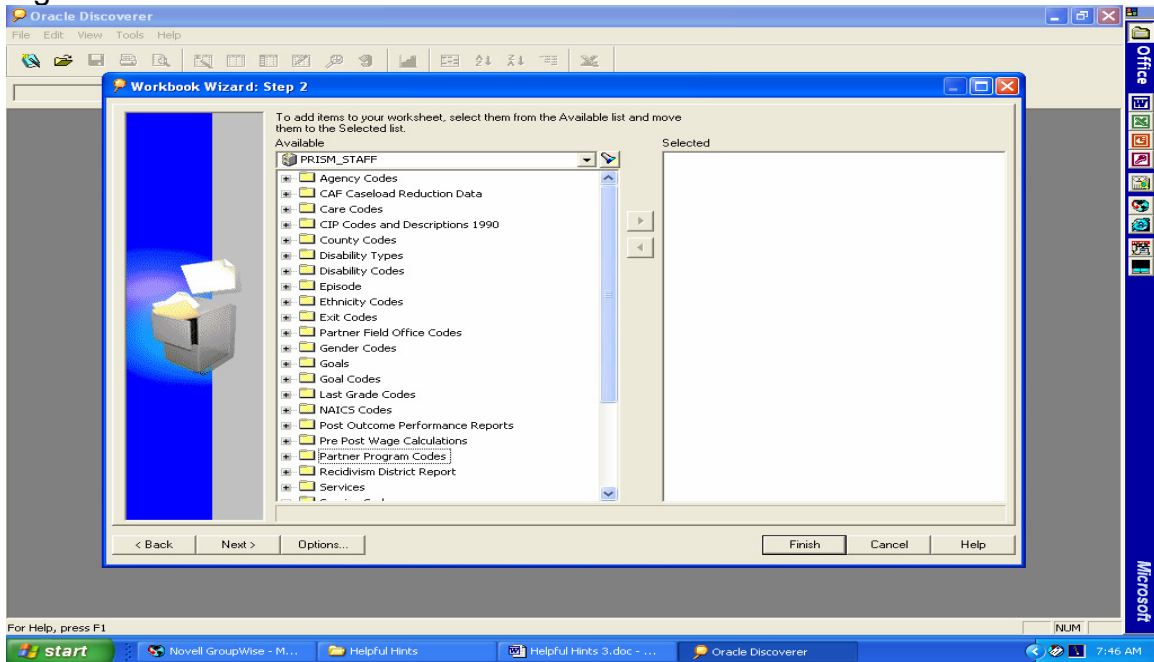 Oracle Discoverer
File Edit View Tools Help
Office
Workbook Wizard: Step 2
To add items to your worksheet, select them from the Available list and move
them to the Selected list.
Available
Selected
PRISM_STAFF
Agency Codes
CAF Caseload Reduction Data
Care Codes
CIP Codes and Descriptions 1990
County Codes
Disability Types
Disability Codes
Episode
Ethnicity Codes
Exit Codes
Partner Field Office Codes
Gender Codes
Goals
Goal Codes
Last Grade Codes
NAICS Codes
Post Outcome Performance Reports
Pre Post Wage Calculations
Partner Program Codes
Recidivism District Report
Services
< Back Next > Options... Finish Cancel Help
Microsoft
For Help, press F1
NUM
start Novell GroupWise - M... Helpful Hints Helpful Hints 3.doc - ... Oracle Discoverer 7:46 AM